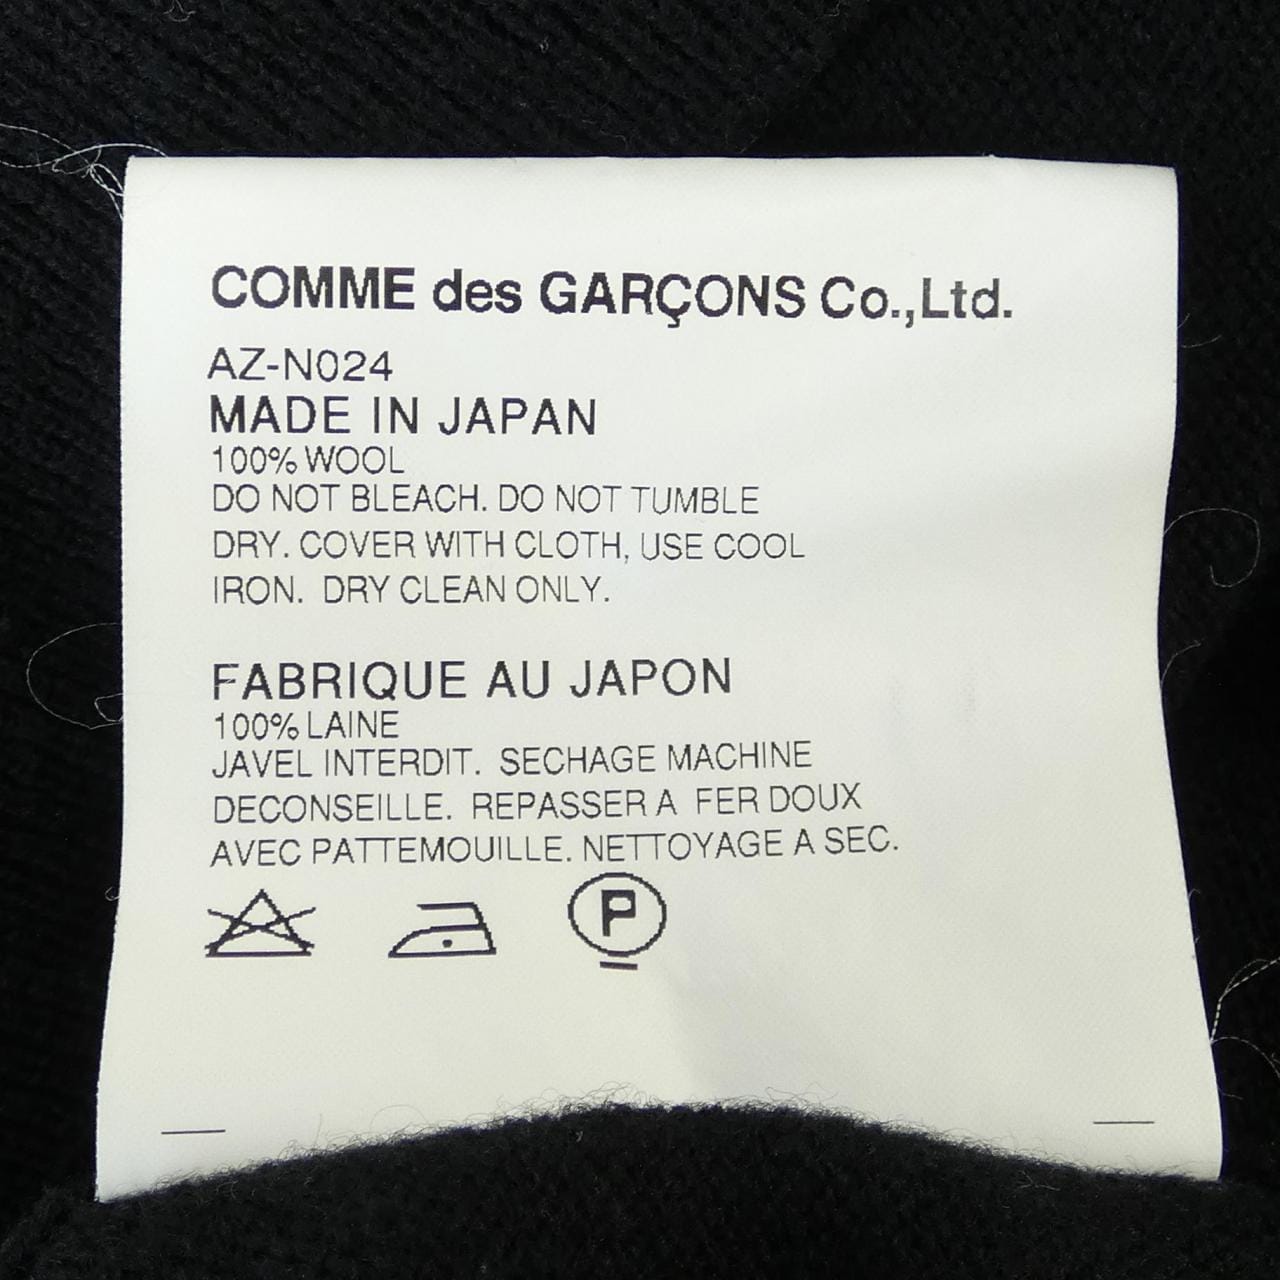 COMME des GARÇONS Co.,Ltd.
AZ-N024
MADE IN JAPAN
100% WOOL
DO NOT BLEACH. DO NOT TUMBLE
DRY. COVER WITH CLOTH, USE COOL
IRON. DRY CLEAN ONLY.
FABRIQUE AU JAPON
100% LAINE
JAVEL INTERDIT. SECHAGE MACHINE
DECONSEILLE. REPASSER A FER DOUX
AVEC PATTEMOUILLE. NETTOYAGE A SEC.
P